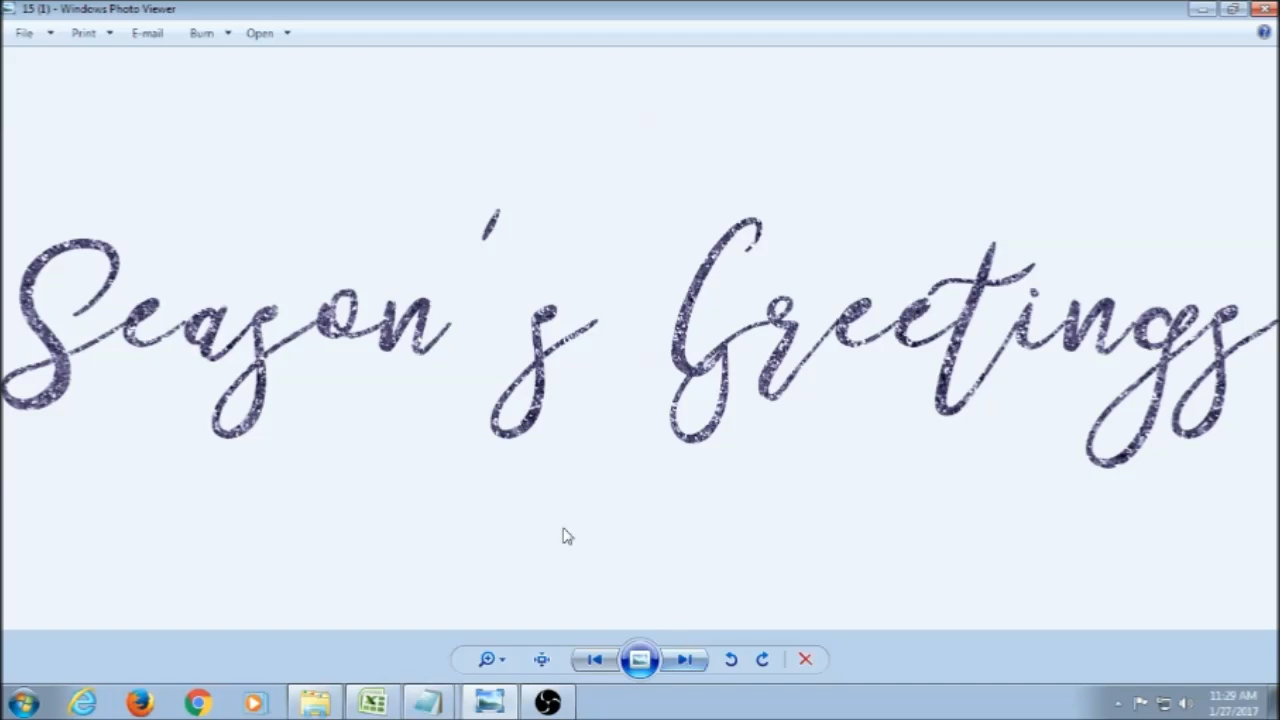 15 (1) - Windows Photo Viewer
File Print E-mail Burn Open
Season's Greetings
11:29 AM
1/27/2017